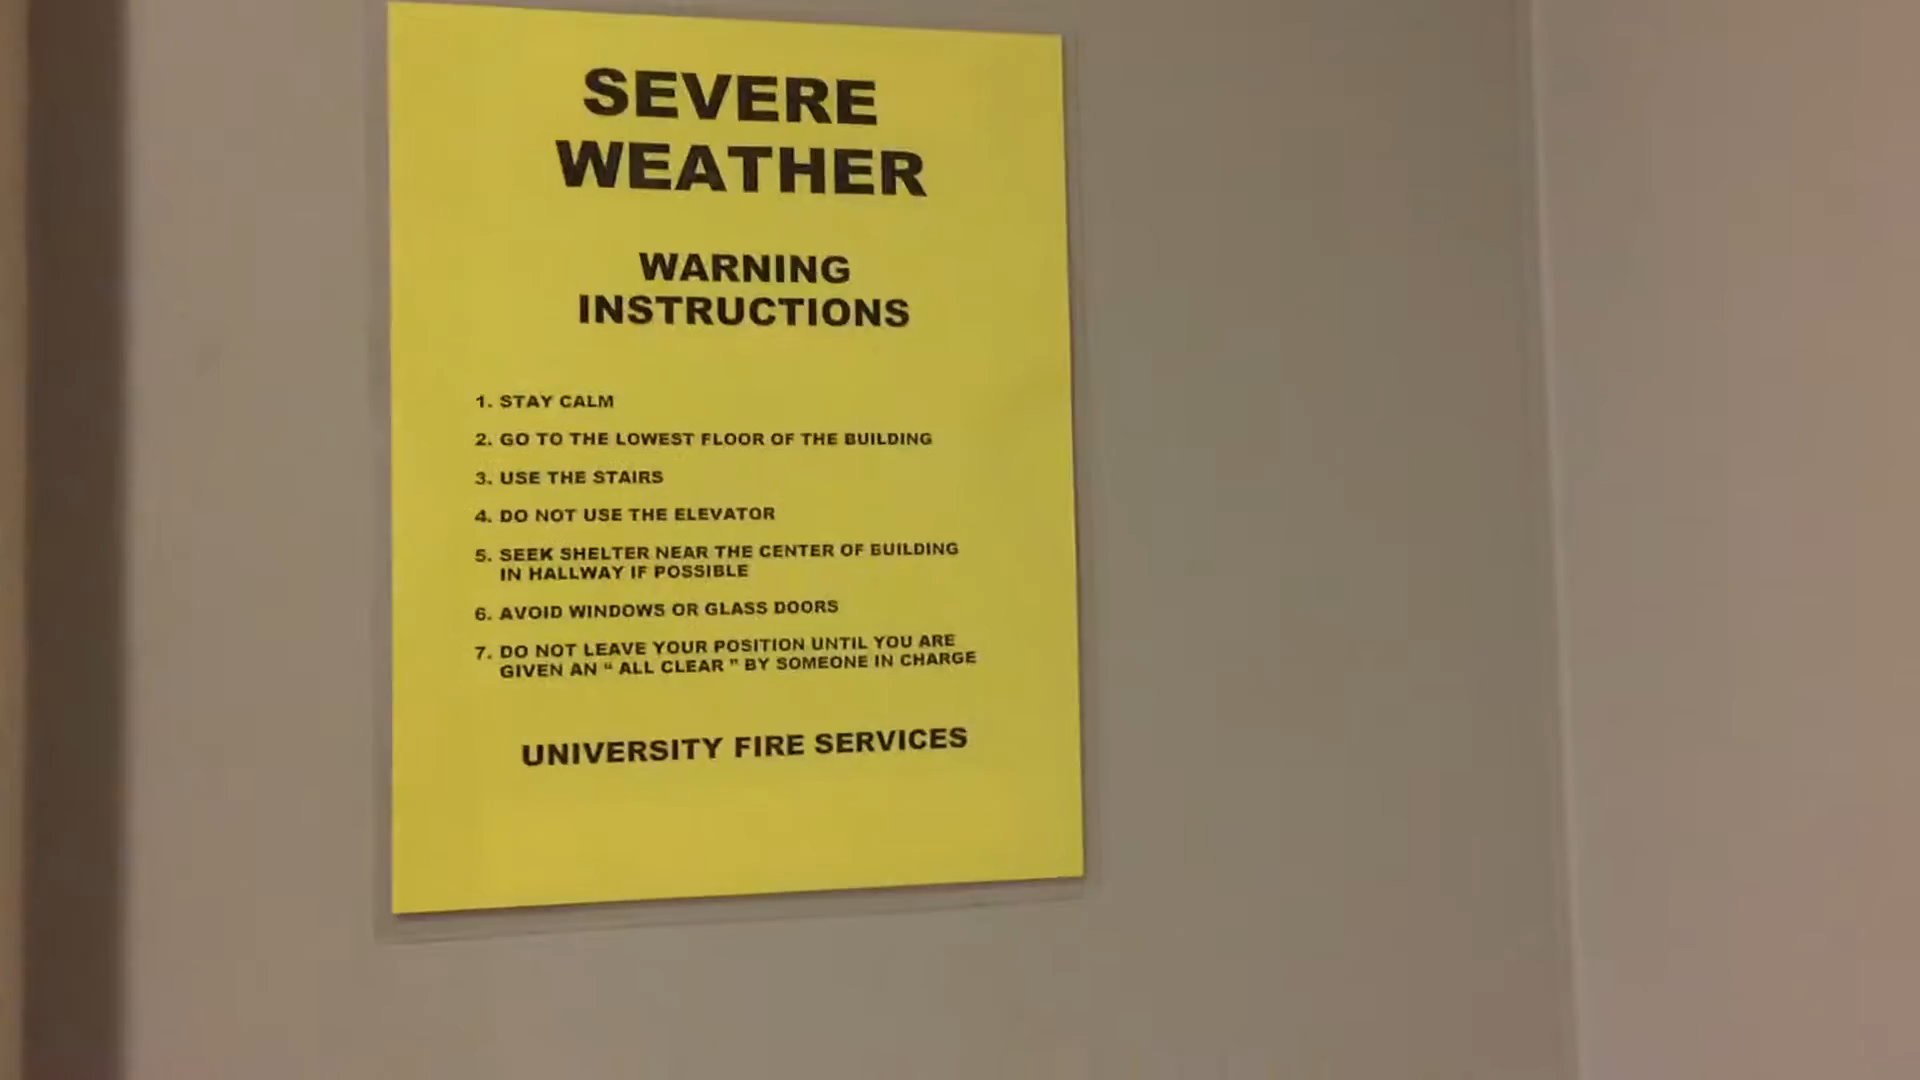 SEVERE
WEATHER
WARNING
INSTRUCTIONS
1. STAY CALM
2. GO TO THE LOWEST FLOOR OF THE BUILDING
3. USE THE STAIRS
4. DO NOT USE THE ELEVATOR
5. SEEK SHELTER NEAR THE CENTER OF BUILDING
IN HALLWAY IF POSSIBLE
6. AVOID WINDOWS OR GLASS DOORS
7. DO NOT LEAVE YOUR POSITION UNTIL YOU ARE
GIVEN AN “ ALL CLEAR ” BY SOMEONE IN CHARGE
UNIVERSITY FIRE SERVICES